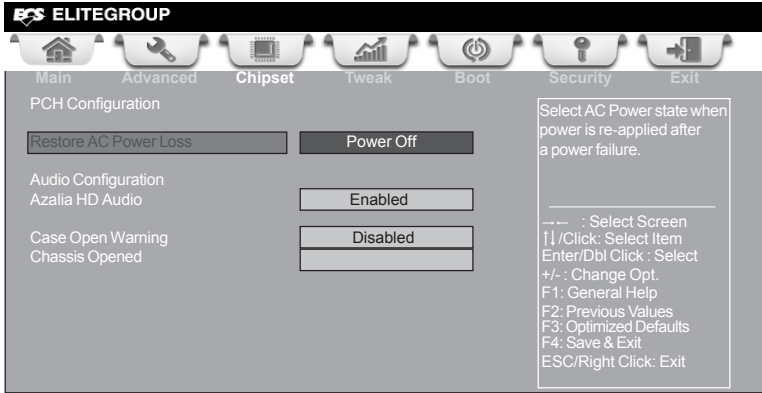 ECS ELITEGROUP
Main Advanced Chipset Tweak Boot Security Exit
PCH Configuration
Restore AC Power Loss Power Off
Audio Configuration
Azalia HD Audio Enabled
Case Open Warning Disabled
Chassis Opened
Select AC Power state when
power is re-applied after
a power failure.
→← : Select Screen
↑↓/Click: Select Item
Enter/Dbl Click : Select
+/- : Change Opt.
F1: General Help
F2: Previous Values
F3: Optimized Defaults
F4: Save & Exit
ESC/Right Click: Exit